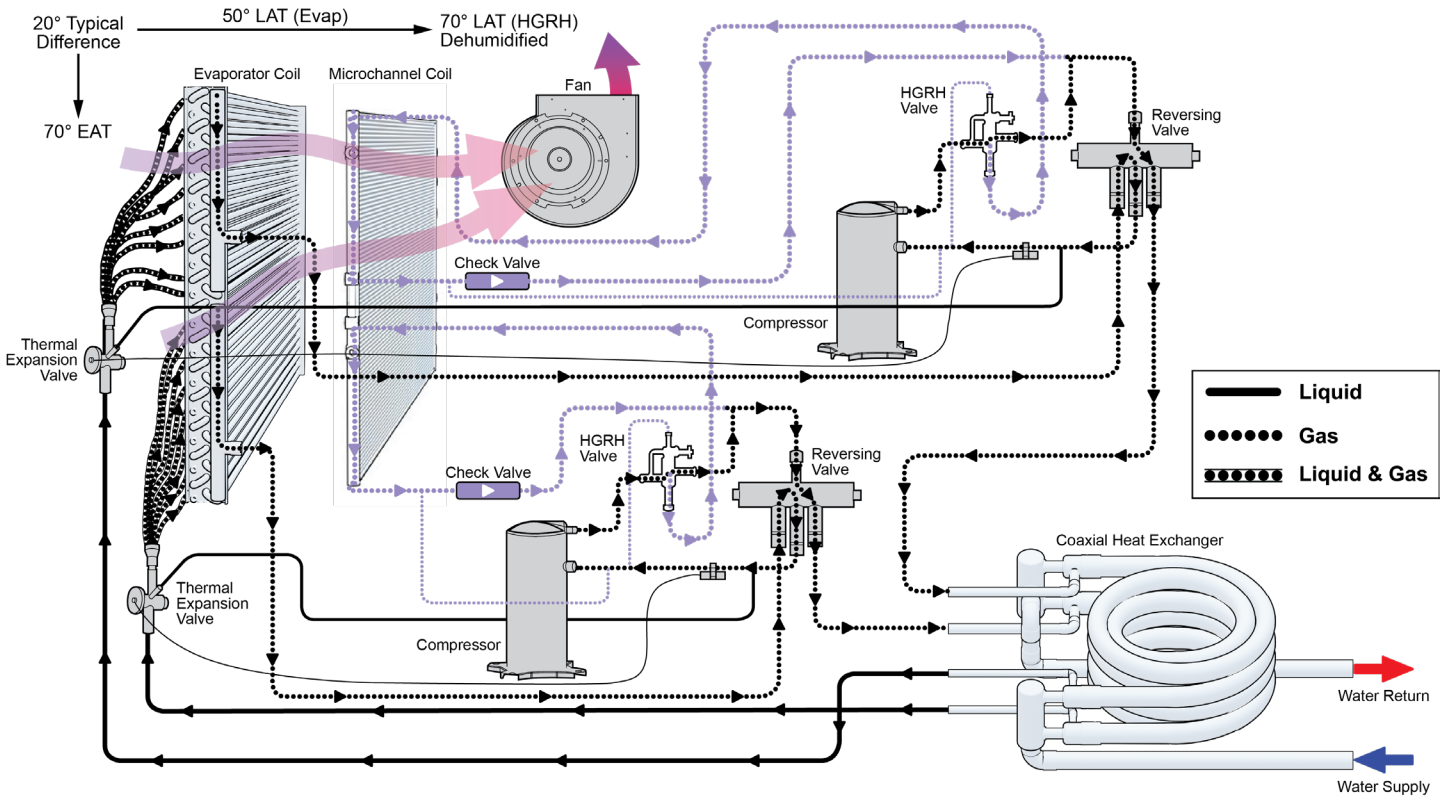 20° Typical
Difference
50° LAT (Evap)
70° LAT (HGRH)
Dehumidified
70° EAT
Evaporator Coil
Microchannel Coil
Fan
HGRH
Valve
Reversing
Valve
Check Valve
Compressor
Thermal
Expansion
Valve
HGRH
Valve
Reversing
Valve
Check Valve
Liquid
Gas
Liquid & Gas
Coaxial Heat Exchanger
Thermal
Expansion
Valve
Compressor
Water Return
Water Supply